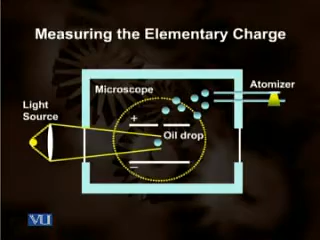 Measuring the Elementary Charge
Atomizer
Microscope
Light
Source
+
Oil drop
–
VU